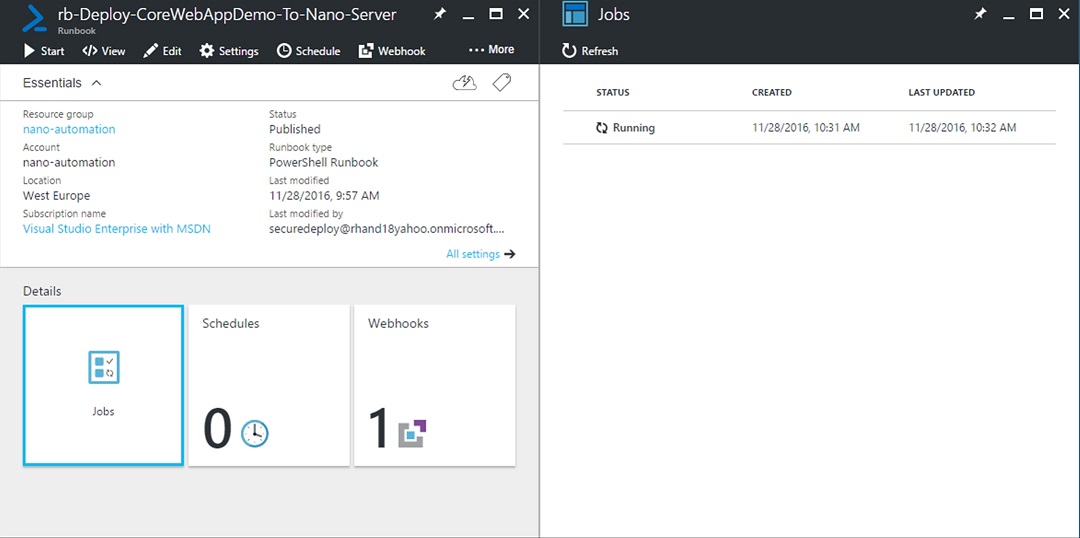 rb-Deploy-CoreWebAppDemo-To-Nano-Server
Runbook
Start View Edit Settings Schedule Webhook ••• More
Essentials
Resource group
nano-automation
Account
nano-automation
Location
West Europe
Subscription name
Visual Studio Enterprise with MSDN
Status
Published
Runbook type
PowerShell Runbook
Last modified
11/28/2016, 9:57 AM
Last modified by
securedeploy@rhand18yahoo.onmicrosoft....
All settings
Details
Jobs
Schedules
0
Webhooks
1
Jobs
Refresh
STATUS CREATED LAST UPDATED
Running 11/28/2016, 10:31 AM 11/28/2016, 10:32 AM